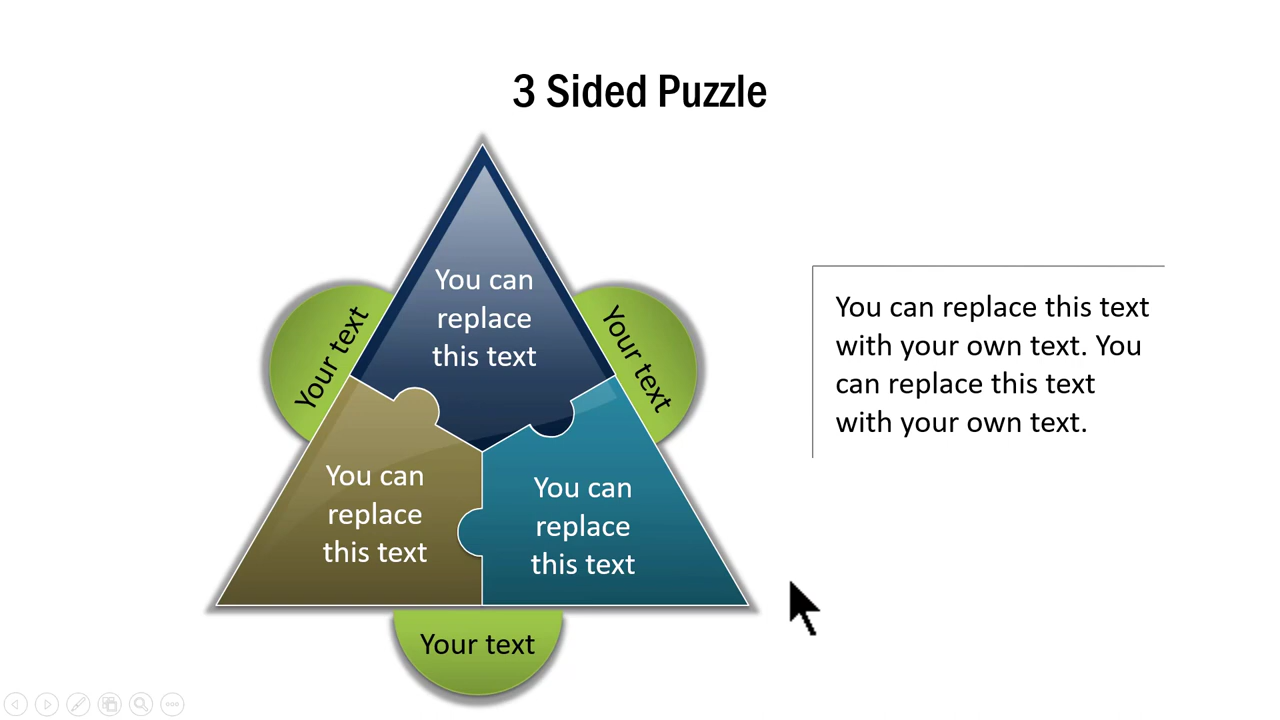 3 Sided Puzzle
You can
replace
this text
Your text
Your text
You can
replace
this text
You can
replace
this text
Your text
You can replace this text
with your own text. You
can replace this text
with your own text.